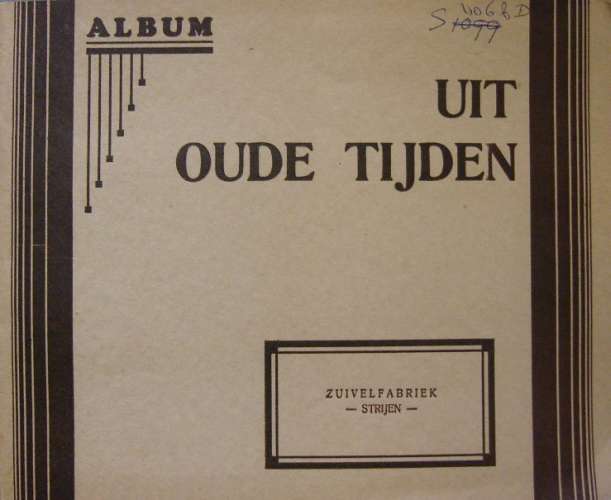 ALBUM
S 1099
UIT
OUDE TIJDEN
ZUIVELFABRIEK
— STRIJEN —